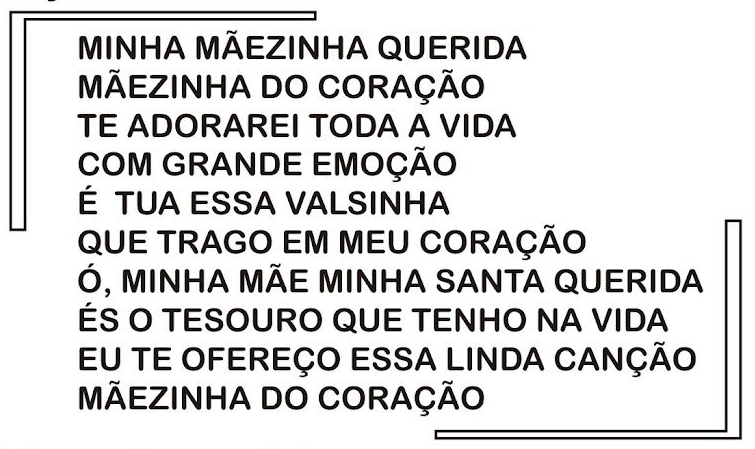 MINHA MÃEZINHA QUERIDA
MÃEZINHA DO CORAÇÃO
TE ADORAREI TODA A VIDA
COM GRANDE EMOÇÃO
É  TUA ESSA VALSINHA
QUE TRAGO EM MEU CORAÇÃO
Ó, MINHA MÃE MINHA SANTA QUERIDA
ÉS O TESOURO QUE TENHO NA VIDA
EU TE OFEREÇO ESSA LINDA CANÇÃO
MÃEZINHA DO CORAÇÃO